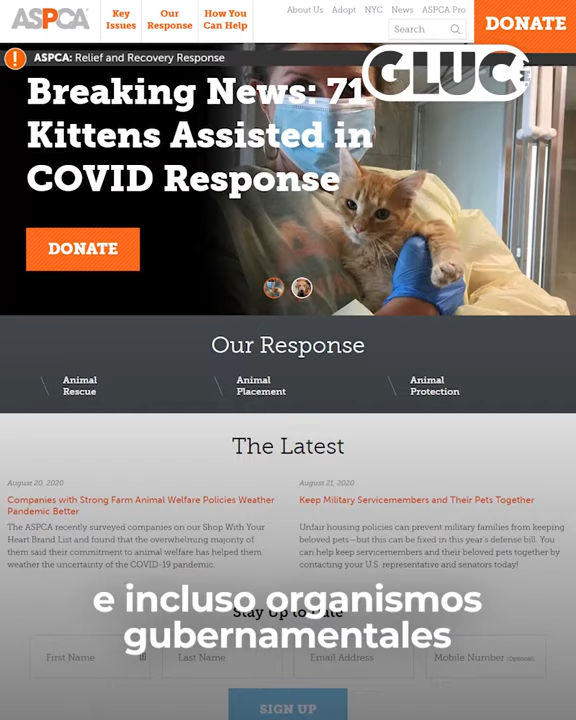 ASPCA
Key
Issues
Our
Response
How You
Can Help
About Us
Adopt
NYC
News
ASPCA Pro
Search
DONATE
ASPCA: Relief and Recovery Response
GLUC
Breaking News: 71
Kittens Assisted in
COVID Response
DONATE
Our Response
Animal
Rescue
Animal
Placement
Animal
Protection
The Latest
August 20, 2020
Companies with Strong Farm Animal Welfare Policies Weather
Pandemic Better
The ASPCA recently surveyed companies on our Shop With Your
Heart Brand List and found that the overwhelming majority of
them said their commitment to animal welfare has helped them
weather the uncertainty of the COVID-19 pandemic.
August 21, 2020
Keep Military Servicemembers and Their Pets Together
Unfair housing policies can prevent military families from keeping
beloved pets—but this can be fixed in this year's defense bill. You
can help keep servicemembers and their beloved pets together by
contacting your U.S. representative and senators today!
e incluso organismos
gubernamentales
Stay Up to Date
First Name
Last Name
Email Address
Mobile Number (Optional)
SIGN UP